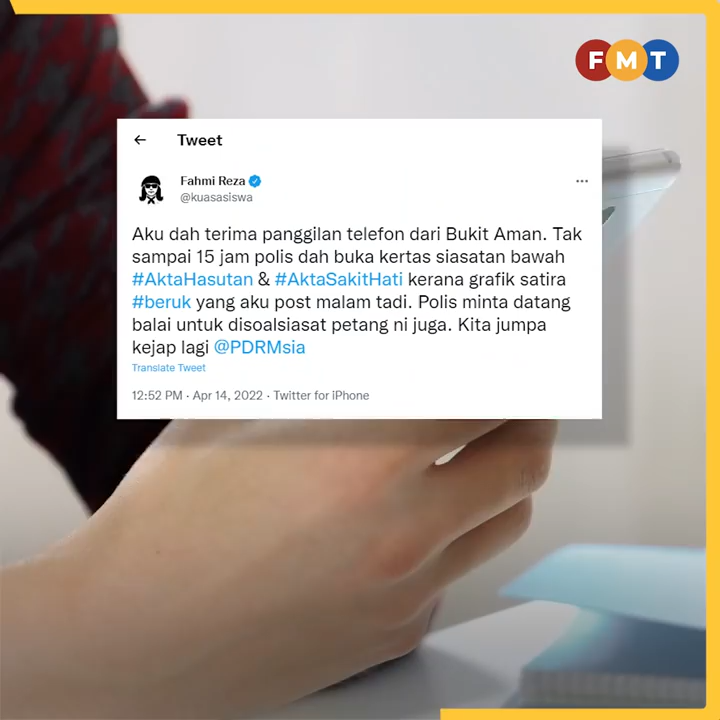 FMT
← Tweet
Fahmi Reza
@kuasasiswa
Aku dah terima panggilan telefon dari Bukit Aman. Tak
sampai 15 jam polis dah buka kertas siasatan bawah
#AktaHasutan & #AktaSakitHati kerana grafik satira
#beruk yang aku post malam tadi. Polis minta datang
balai untuk disoalsiasat petang ni juga. Kita jumpa
kejap lagi @PDRMsia
Translate Tweet
12:52 PM · Apr 14, 2022 · Twitter for iPhone